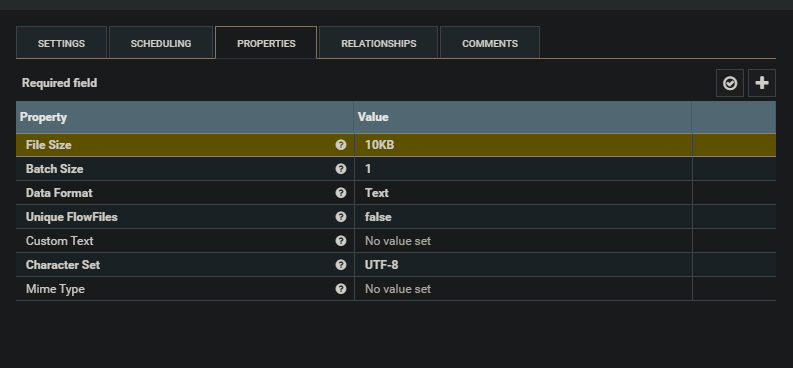 SETTINGS SCHEDULING PROPERTIES RELATIONSHIPS COMMENTS
Required field
Property Value
File Size ? 10KB
Batch Size ? 1
Data Format ? Text
Unique FlowFiles ? false
Custom Text ? No value set
Character Set ? UTF-8
Mime Type ? No value set